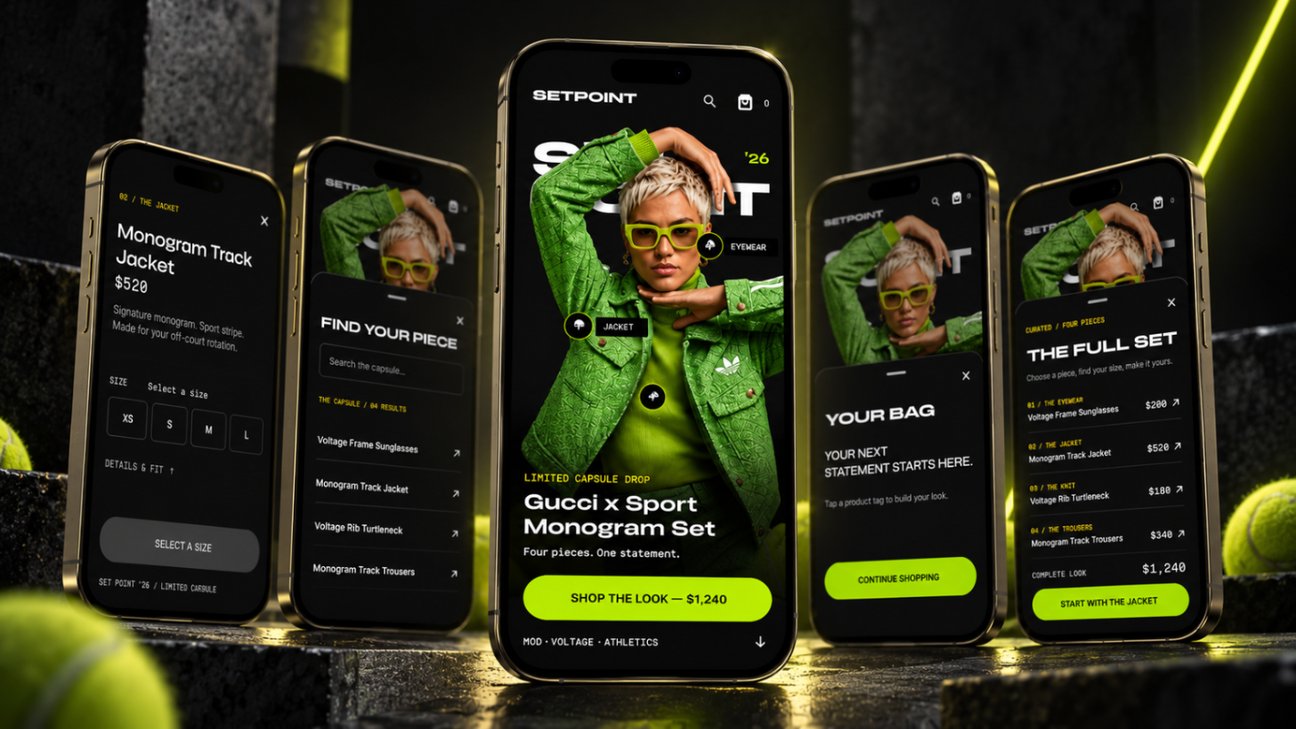 02 / THE JACKET
Monogram Track
Jacket
$520
Signature monogram. Sport stripe.
Made for your off-court rotation.
SIZE Select a size
XS S M L
DETAILS & FIT ↑
SELECT A SIZE
SET POINT '26 / LIMITED CAPSULE
FIND YOUR PIECE
Search the capsule...
THE CAPSULE / 04 RESULTS
Voltage Frame Sunglasses
Monogram Track Jacket
Voltage Rib Turtleneck
Monogram Track Trousers
SETPOINT
0
'26
EYEWEAR
JACKET
LIMITED CAPSULE DROP
Gucci x Sport
Monogram Set
Four pieces. One statement.
SHOP THE LOOK — $1,240
MOD · VOLTAGE · ATHLETICS
SETPOINT
YOUR BAG
YOUR NEXT
STATEMENT STARTS HERE.
Tap a product tag to build your look.
CONTINUE SHOPPING
CURATED / FOUR PIECES
THE FULL SET
Choose a piece, find your size, make it yours.
01 / THE EYEWEAR
Voltage Frame Sunglasses $200
02 / THE JACKET
Monogram Track Jacket $520
03 / THE KNIT
Voltage Rib Turtleneck $180
04 / THE TROUSERS
Monogram Track Trousers $340
COMPLETE LOOK $1,240
START WITH THE JACKET